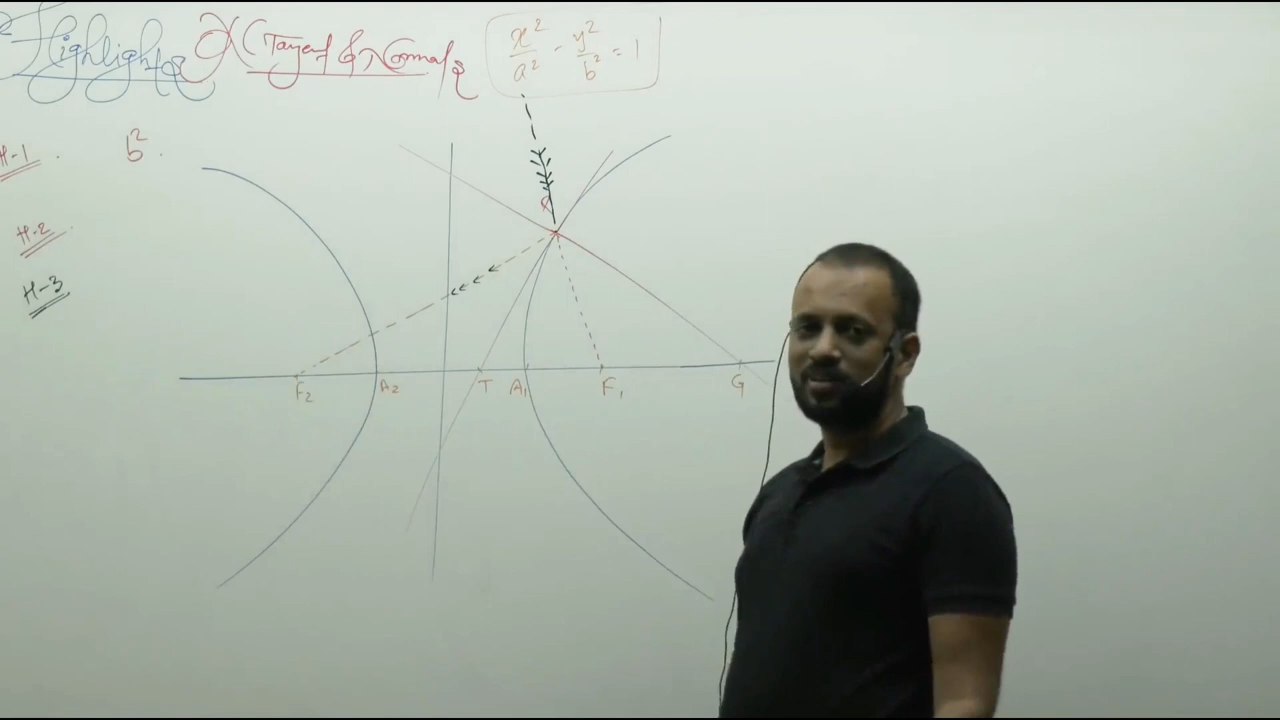 Highlights (Tangent & Normal) x²/a² - y²/b² = 1
H-1. b².
H-2.
H-3
P
F₂ A₂ T A₁ F₁ G